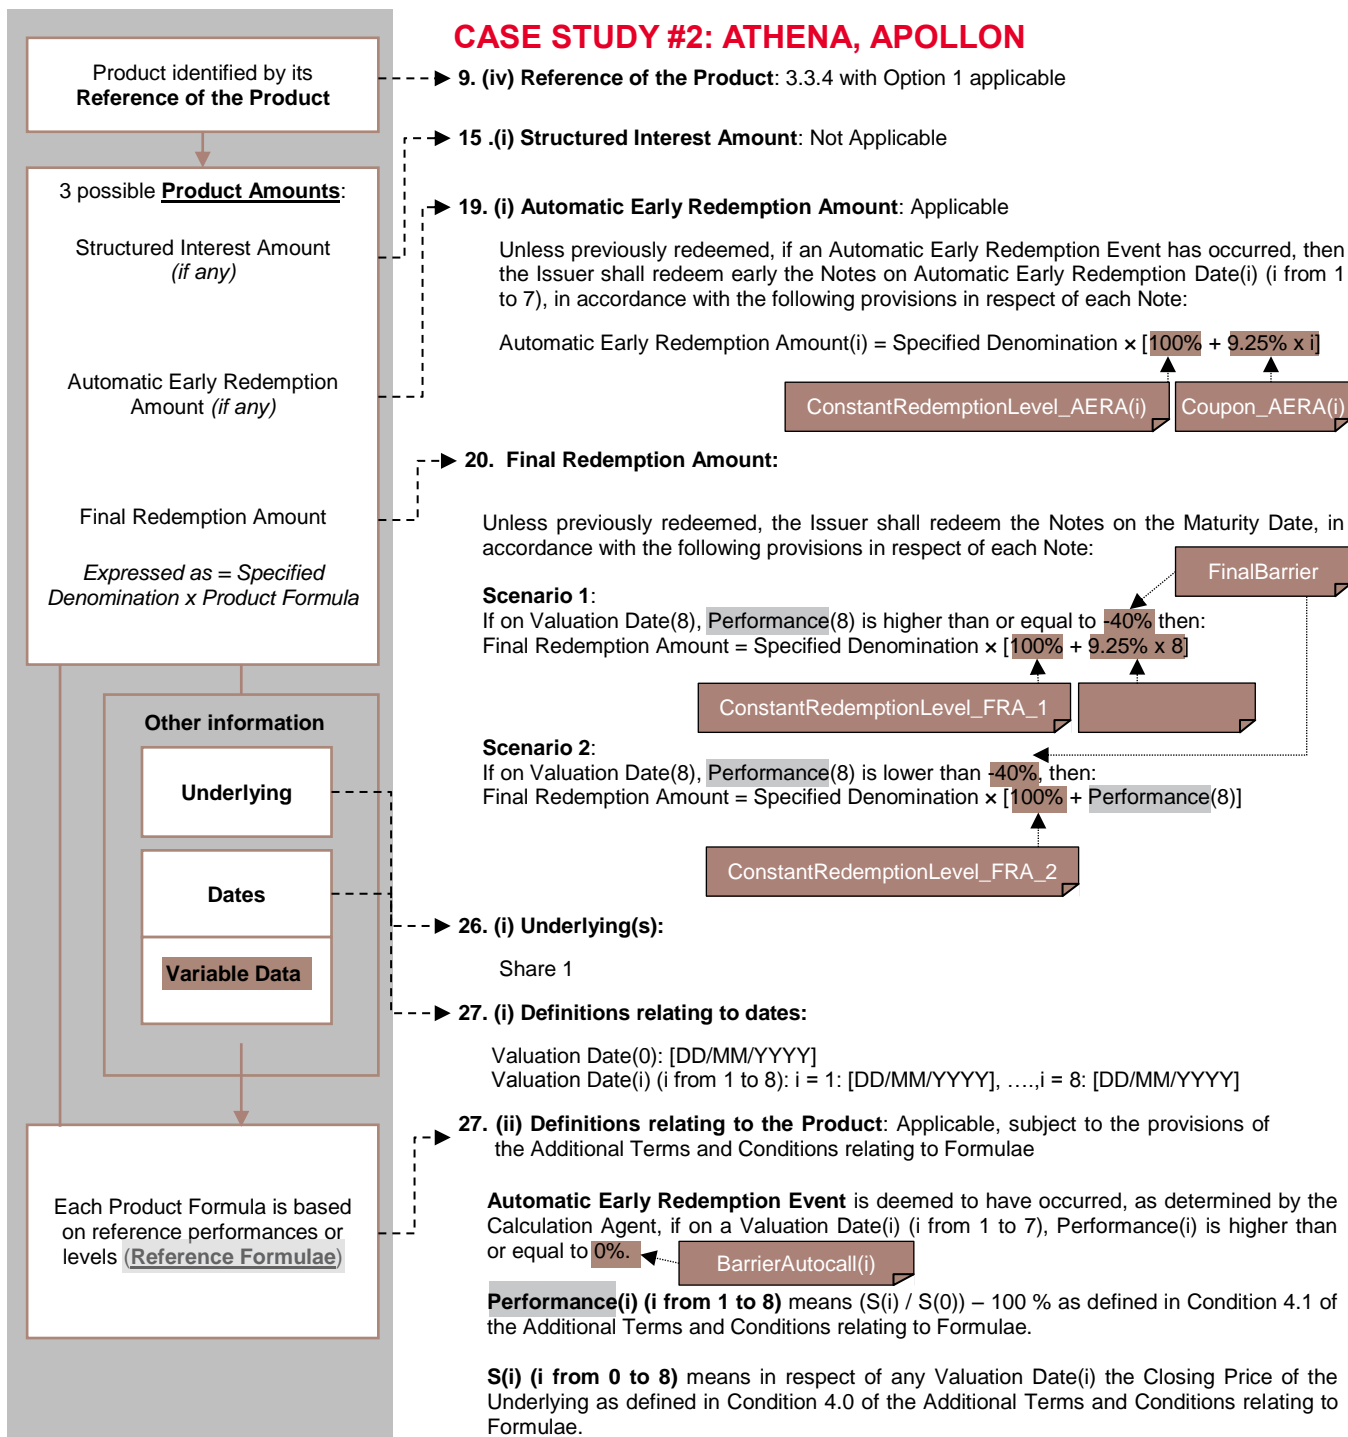 CASE STUDY #2: ATHENA, APOLLON
Product identified by its
Reference of the Product
3 possible Product Amounts:
Structured Interest Amount
(if any)
Automatic Early Redemption
Amount (if any)
Final Redemption Amount
Expressed as = Specified
Denomination x Product Formula
Other information
Underlying
Dates
Variable Data
Each Product Formula is based
on reference performances or
levels (Reference Formulae)
9. (iv) Reference of the Product: 3.3.4 with Option 1 applicable
15 .(i) Structured Interest Amount: Not Applicable
19. (i) Automatic Early Redemption Amount: Applicable
Unless previously redeemed, if an Automatic Early Redemption Event has occurred, then
the Issuer shall redeem early the Notes on Automatic Early Redemption Date(i) (i from 1
to 7), in accordance with the following provisions in respect of each Note:
Automatic Early Redemption Amount(i) = Specified Denomination × [100% + 9.25% x i]
ConstantRedemptionLevel_AERA(i)
Coupon_AERA(i)
20. Final Redemption Amount:
Unless previously redeemed, the Issuer shall redeem the Notes on the Maturity Date, in
accordance with the following provisions in respect of each Note:
FinalBarrier
Scenario 1:
If on Valuation Date(8), Performance(8) is higher than or equal to -40% then:
Final Redemption Amount = Specified Denomination × [100% + 9.25% x 8]
ConstantRedemptionLevel_FRA_1
Scenario 2:
If on Valuation Date(8), Performance(8) is lower than -40%, then:
Final Redemption Amount = Specified Denomination × [100% + Performance(8)]
ConstantRedemptionLevel_FRA_2
26. (i) Underlying(s):
Share 1
27. (i) Definitions relating to dates:
Valuation Date(0): [DD/MM/YYYY]
Valuation Date(i) (i from 1 to 8): i = 1: [DD/MM/YYYY], ….,i = 8: [DD/MM/YYYY]
27. (ii) Definitions relating to the Product: Applicable, subject to the provisions of
the Additional Terms and Conditions relating to Formulae
Automatic Early Redemption Event is deemed to have occurred, as determined by the
Calculation Agent, if on a Valuation Date(i) (i from 1 to 7), Performance(i) is higher than
or equal to 0%.
BarrierAutocall(i)
Performance(i) (i from 1 to 8) means (S(i) / S(0)) – 100 % as defined in Condition 4.1 of
the Additional Terms and Conditions relating to Formulae.
S(i) (i from 0 to 8) means in respect of any Valuation Date(i) the Closing Price of the
Underlying as defined in Condition 4.0 of the Additional Terms and Conditions relating to
Formulae.